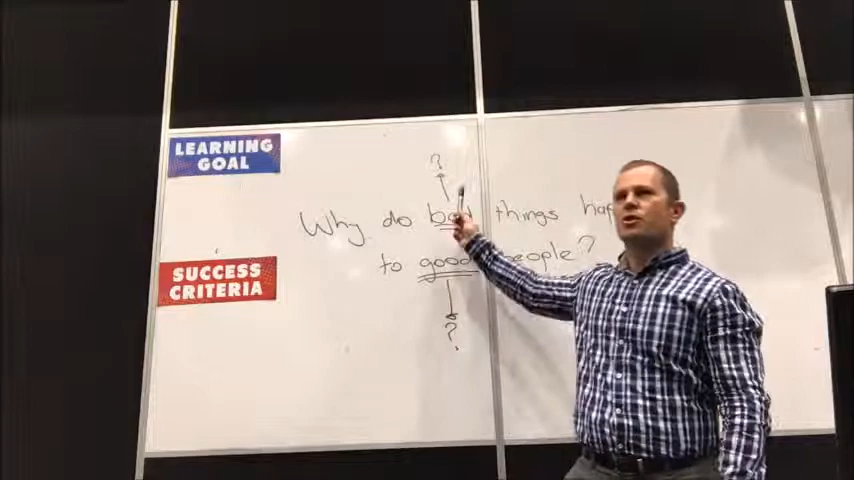 LEARNING
GOAL
?
Why do bad things hap
to good people?
SUCCESS
CRITERIA
?